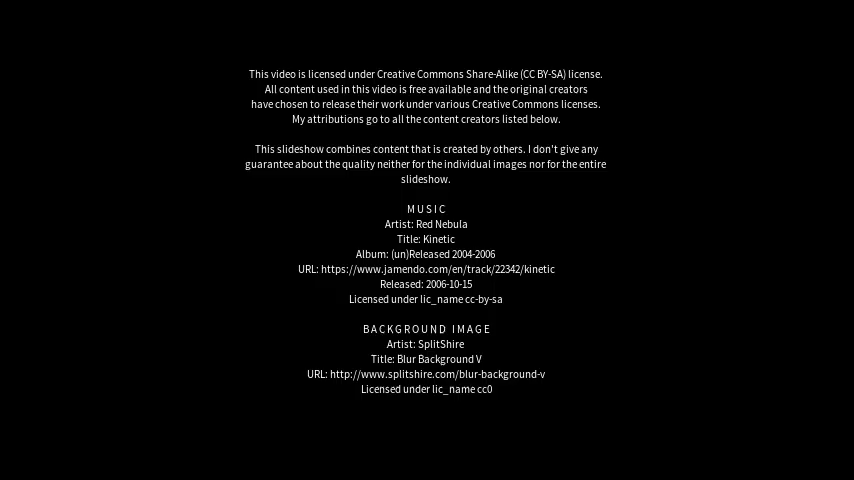 This video is licensed under Creative Commons Share-Alike (CC BY-SA) license.
All content used in this video is free available and the original creators
have chosen to release their work under various Creative Commons licenses.
My attributions go to all the content creators listed below.
This slideshow combines content that is created by others. I don't give any
guarantee about the quality neither for the individual images nor for the entire
slideshow.
MUSIC
Artist: Red Nebula
Title: Kinetic
Album: (un)Released 2004-2006
URL: https://www.jamendo.com/en/track/22342/kinetic
Released: 2006-10-15
Licensed under lic_name cc-by-sa
BACKGROUND IMAGE
Artist: SplitShire
Title: Blur Background V
URL: http://www.splitshire.com/blur-background-v
Licensed under lic_name cc0